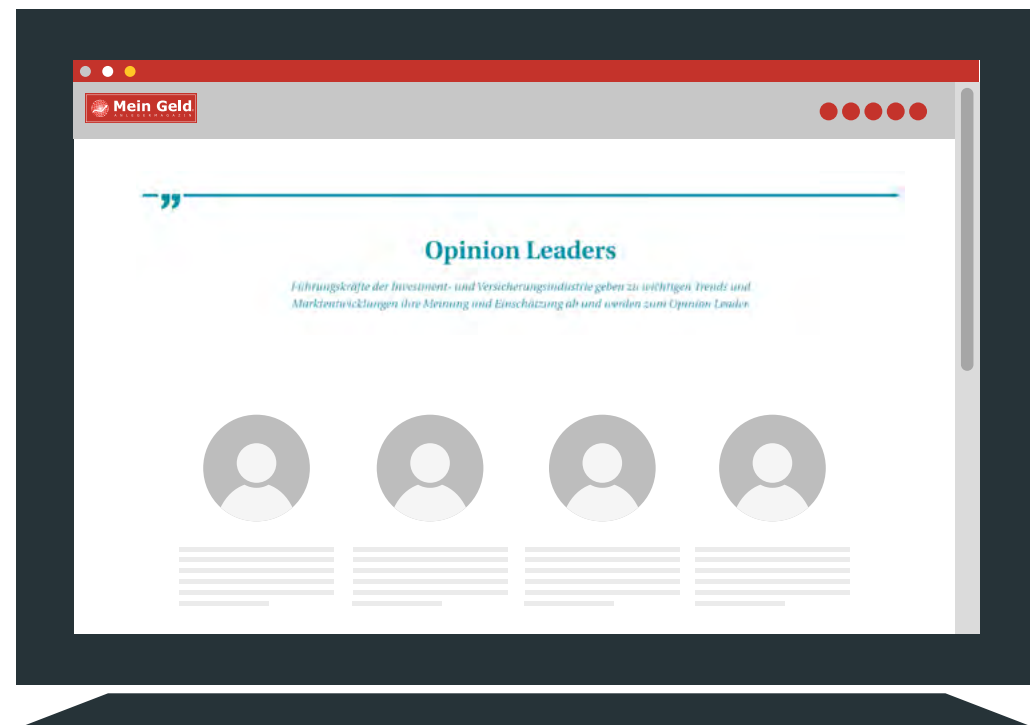 Mein Geld
ANLEGERMAGAZIN
”
Opinion Leaders
Führungskräfte der Investment- und Versicherungsindustrie geben zu wichtigen Trends und
Marktentwicklungen ihre Meinung und Einschätzung ab und werden zum Opinion Leader.